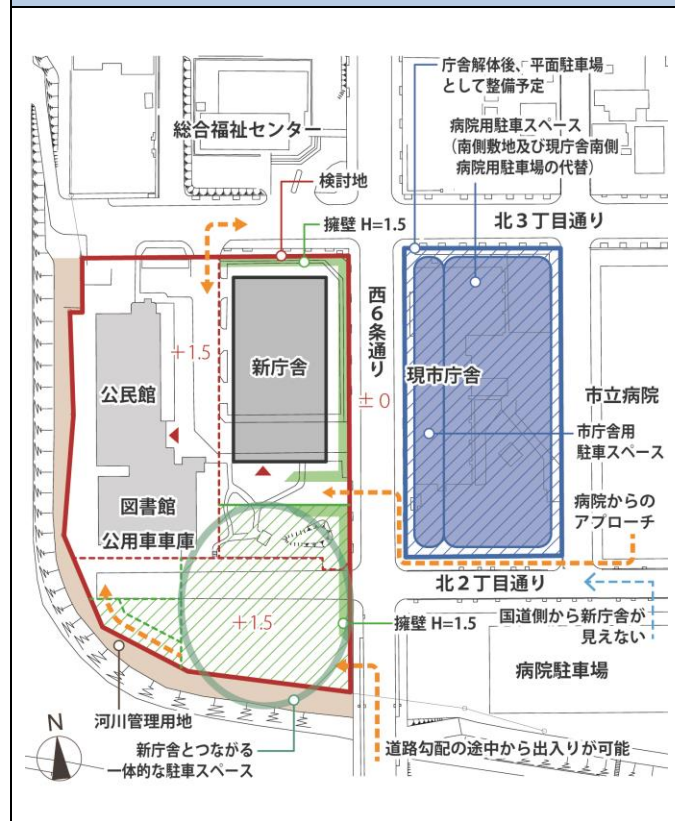 庁舎解体後、平面駐車場
として整備予定
病院用駐車スペース
（南側敷地及び現庁舎南側
病院用駐車場の代替）
総合福祉センター
検討地
擁壁 H=1.5
北３丁目通り
西６条通り
+1.5
新庁舎
±0
現市庁舎
公民館
市立病院
市庁舎用
駐車スペース
図書館
公用車車庫
病院からの
アプローチ
北２丁目通り
+1.5
擁壁 H=1.5
国道側から新庁舎が
見えない
病院駐車場
N
河川管理用地
新庁舎とつながる
一体的な駐車スペース
道路勾配の途中から出入りが可能